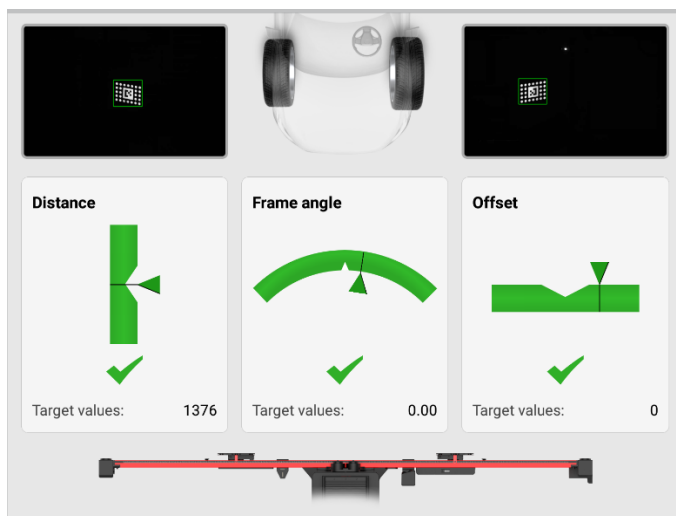 Distance
Frame angle
Offset
Target values: 1376
Target values: 0.00
Target values: 0